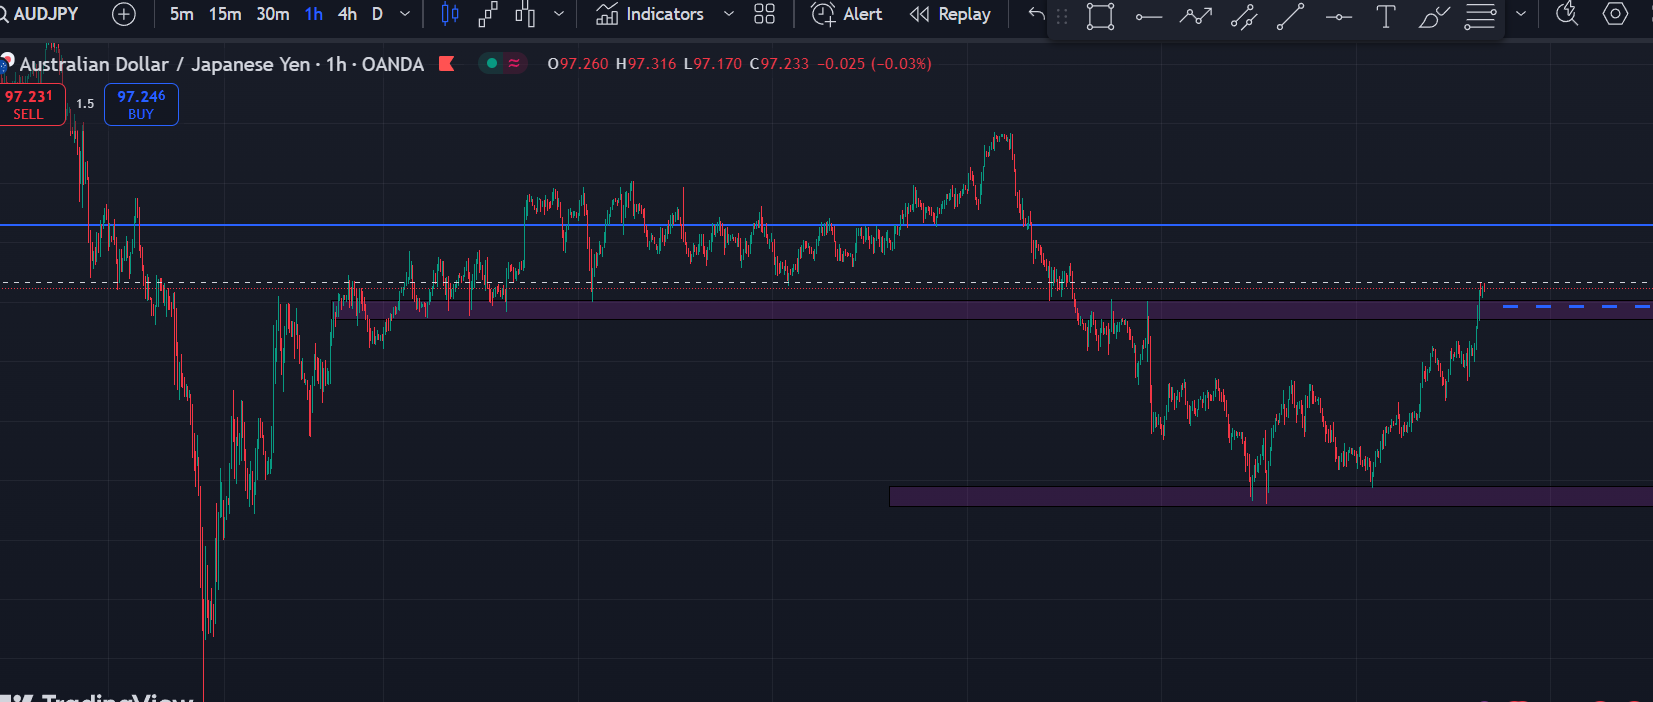 AUDJPY 5m 15m 30m 1h 4h D Indicators Alert Replay
Australian Dollar / Japanese Yen · 1h · OANDA O97.260 H97.316 L97.170 C97.233 −0.025 (−0.03%)
97.231 1.5 97.246
SELL BUY
TradingView